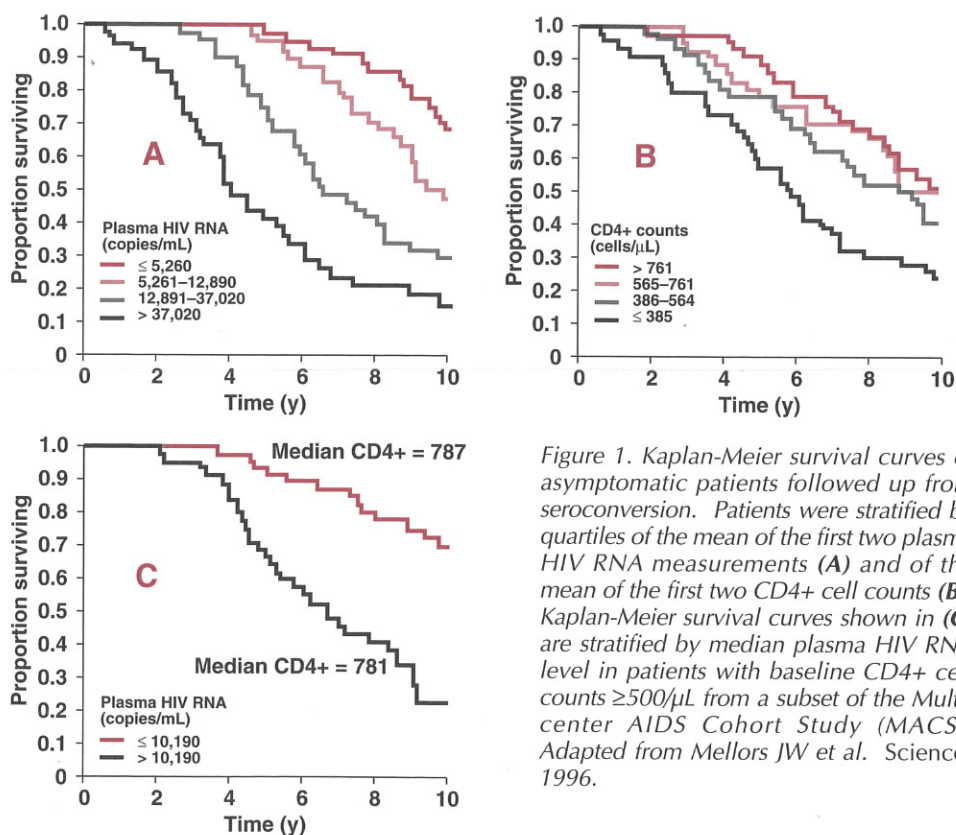 1.0
0.9
0.8
0.7
0.6
0.5
0.4
0.3
0.2
0.1
0
Proportion surviving
A
Plasma HIV RNA
(copies/mL)
≤ 5,260
5,261–12,890
12,891–37,020
> 37,020
0 2 4 6 8 10
Time (y)
1.0
0.9
0.8
0.7
0.6
0.5
0.4
0.3
0.2
0.1
0
Proportion surviving
B
CD4+ counts
(cells/µL)
> 761
565–761
386–564
≤ 385
0 2 4 6 8 10
Time (y)
1.0
0.9
0.8
0.7
0.6
0.5
0.4
0.3
0.2
0.1
0
Proportion surviving
Median CD4+ = 787
C
Median CD4+ = 781
Plasma HIV RNA
(copies/mL)
≤ 10,190
> 10,190
0 2 4 6 8 10
Time (y)
Figure 1. Kaplan-Meier survival curves o
asymptomatic patients followed up from
seroconversion. Patients were stratified b
quartiles of the mean of the first two plasm
HIV RNA measurements (A) and of th
mean of the first two CD4+ cell counts (B
Kaplan-Meier survival curves shown in (C
are stratified by median plasma HIV RN
level in patients with baseline CD4+ ce
counts ≥500/µL from a subset of the Mult
center AIDS Cohort Study (MACS
Adapted from Mellors JW et al. Science
1996.